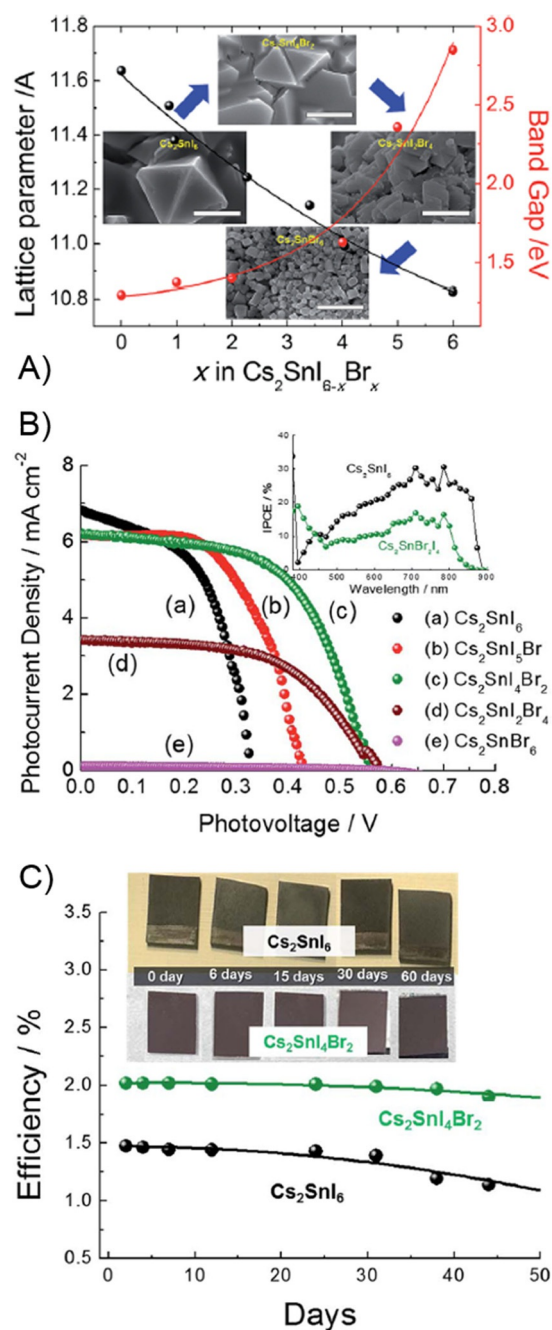 11.6
11.4
11.2
11.0
10.8
Lattice parameter /A
3.0
2.5
2.0
1.5
Band Gap /eV
Cs2SnI4Br2
Cs2SnI6
Cs2SnI2Br4
Cs2SnBr6
0 1 2 3 4 5 6
A)
x in Cs2SnI6-xBrx
B)
8
6
4
2
0
Photocurrent Density / mA cm-2
40
30
20
10
0
IPCE / %
Cs2SnI6
Cs2SnBr2I4
400 500 600 700 800 900
Wavelength / nm
(a)
(b)
(c)
(d)
(e)
(a) Cs2SnI6
(b) Cs2SnI5Br
(c) Cs2SnI4Br2
(d) Cs2SnI2Br4
(e) Cs2SnBr6
0.0 0.1 0.2 0.3 0.4 0.5 0.6 0.7 0.8
Photovoltage / V
C)
3.5
3.0
2.5
2.0
1.5
1.0
0.5
Efficiency / %
Cs2SnI6
0 day 6 days 15 days 30 days 60 days
Cs2SnI4Br2
Cs2SnI4Br2
Cs2SnI6
0 10 20 30 40 50
Days